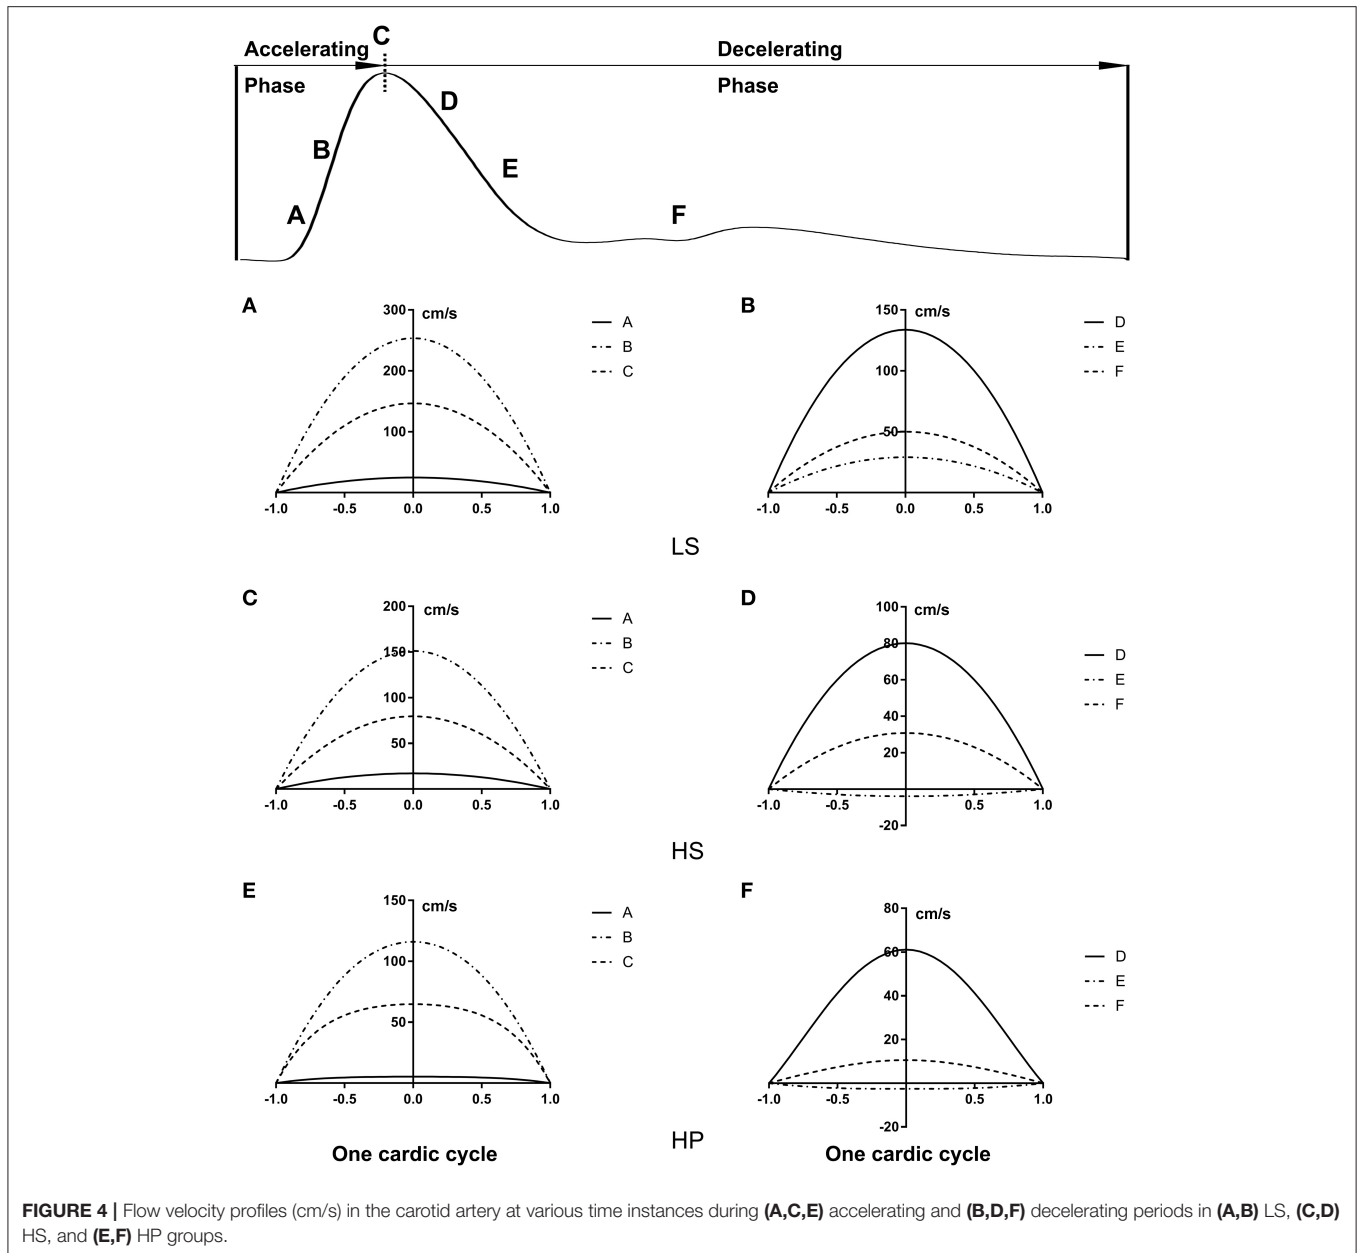 C
Accelerating
Decelerating
Phase
Phase
D
B
E
A
F
A
300
cm/s
200
100
-1.0 -0.5 0.0 0.5 1.0
A
B
C
B
150
cm/s
100
50
-1.0 -0.5 0.0 0.5 1.0
D
E
F
LS
C
200
cm/s
150
100
50
-1.0 -0.5 0.0 0.5 1.0
A
B
C
D
100
cm/s
80
60
40
20
-1.0 -0.5 0.5 1.0
-20
D
E
F
HS
E
150
cm/s
100
50
-1.0 -0.5 0.0 0.5 1.0
A
B
C
F
80
cm/s
60
40
20
-1.0 -0.5 0.5 1.0
-20
D
E
F
HP
One cardic cycle
One cardic cycle
FIGURE 4 | Flow velocity profiles (cm/s) in the carotid artery at various time instances during (A,C,E) accelerating and (B,D,F) decelerating periods in (A,B) LS, (C,D)
HS, and (E,F) HP groups.